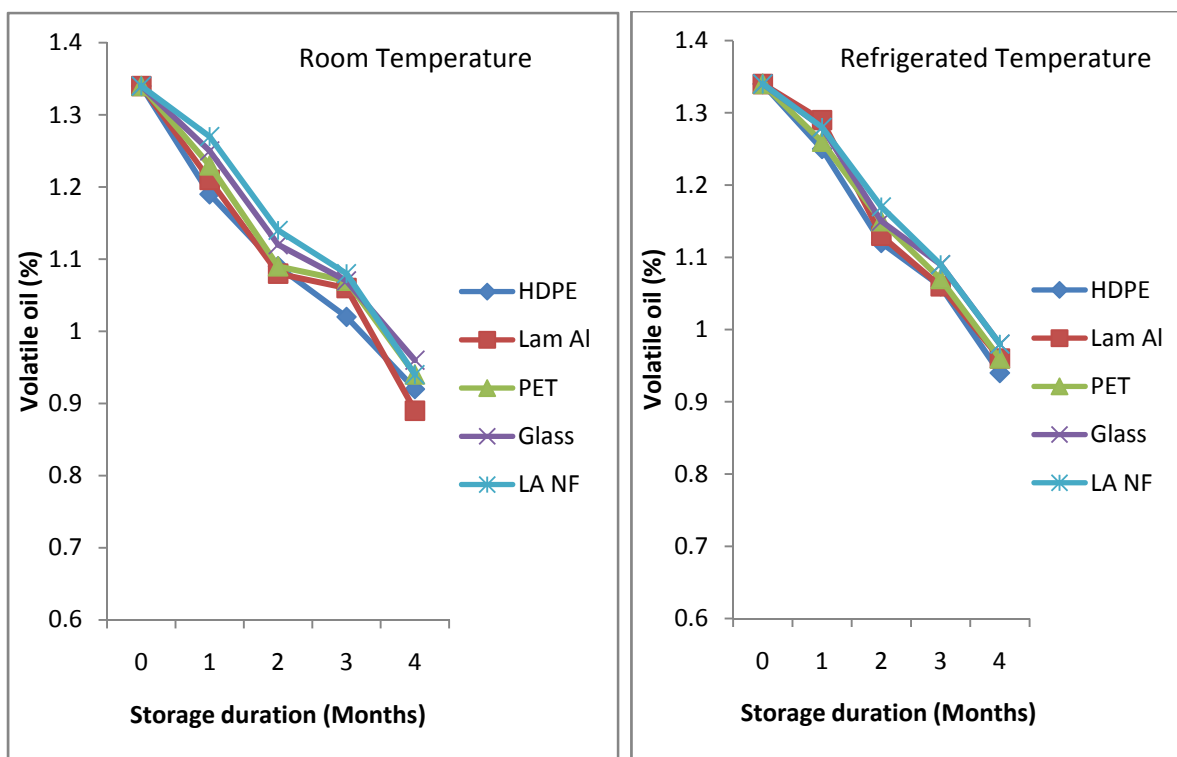 Room Temperature
1.4
1.3
1.2
1.1
1
0.9
0.8
0.7
0.6
Volatile oil (%)
0 1 2 3 4
Storage duration (Months)
HDPE
Lam Al
PET
Glass
LA NF
Refrigerated Temperature
1.4
1.3
1.2
1.1
1
0.9
0.8
0.7
0.6
Volatile oil (%)
0 1 2 3 4
Storage duration (Months)
HDPE
Lam Al
PET
Glass
LA NF